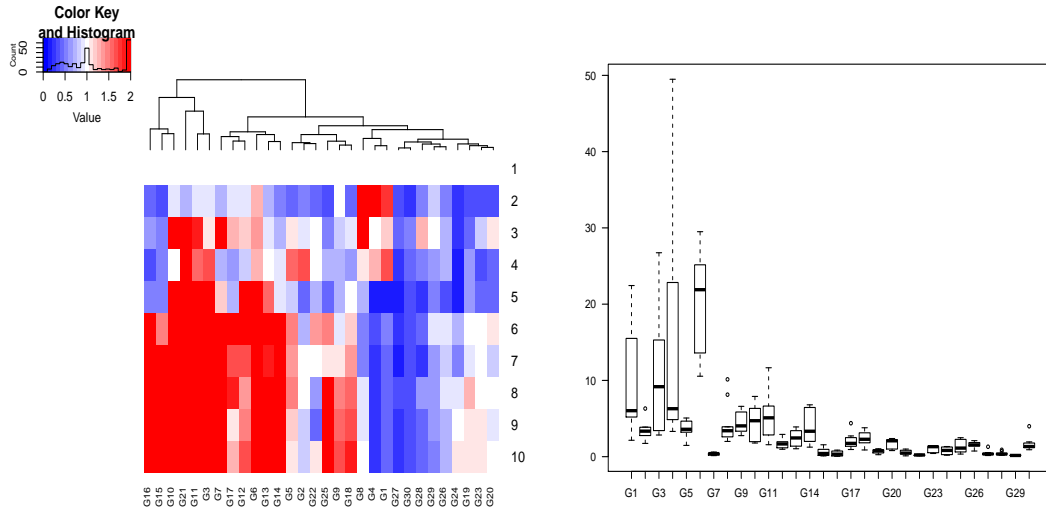 Color Key
and Histogram
Count
0 50
0 0.5 1 1.5 2
Value
1
2
3
4
5
6
7
8
9
10
G16 G15 G10 G21 G11 G3 G7 G17 G12 G6 G13 G14 G5 G2 G22 G25 G9 G18 G8 G4 G1 G27 G30 G28 G29 G26 G24 G19 G23 G20
50
40
30
20
10
0
G1 G3 G5 G7 G9 G11 G14 G17 G20 G23 G26 G29